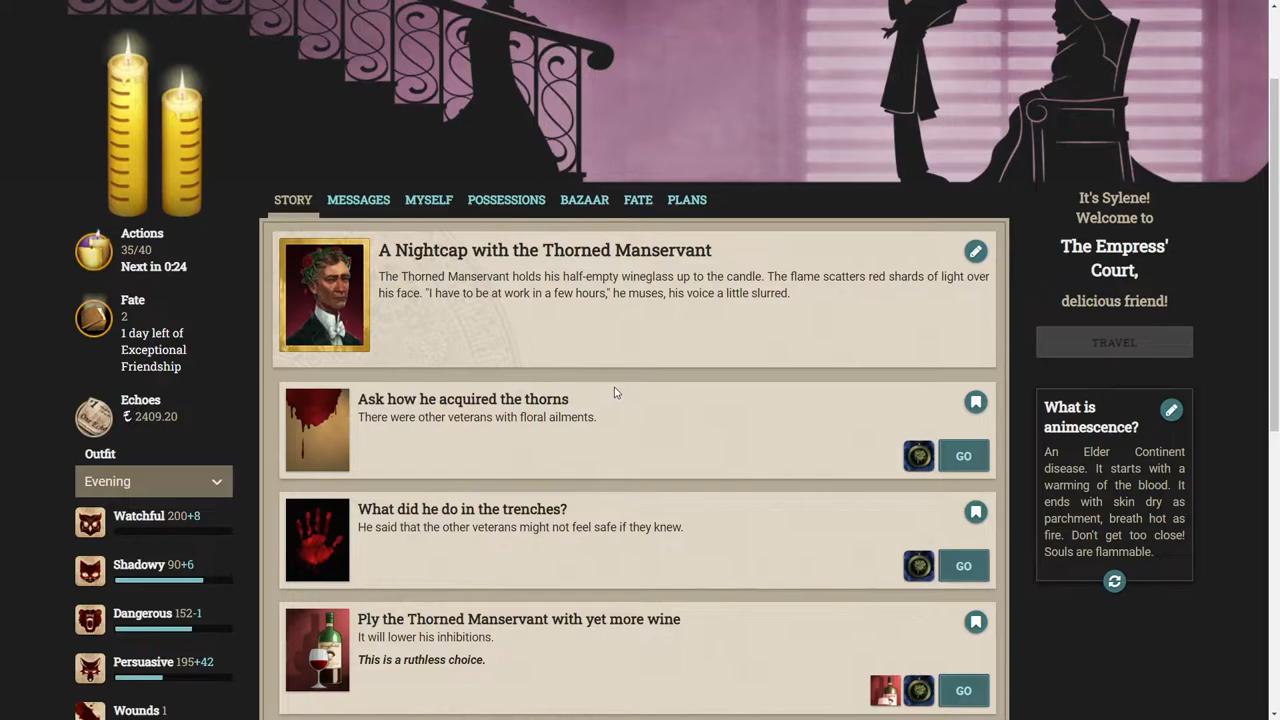 Actions
35/40
Next in 0:24
Fate
2
1 day left of
Exceptional
Friendship
Echoes
2409.20
Outfit
Evening
Watchful 200+8
Shadowy 90+6
Dangerous 152-1
Persuasive 195+42
Wounds 1
STORY MESSAGES MYSELF POSSESSIONS BAZAAR FATE PLANS
A Nightcap with the Thorned Manservant
The Thorned Manservant holds his half-empty wineglass up to the candle. The flame scatters red shards of light over
his face. "I have to be at work in a few hours," he muses, his voice a little slurred.
Ask how he acquired the thorns
There were other veterans with floral ailments.
GO
What did he do in the trenches?
He said that the other veterans might not feel safe if they knew.
GO
Ply the Thorned Manservant with yet more wine
It will lower his inhibitions.
This is a ruthless choice.
GO
It's Sylene!
Welcome to
The Empress'
Court,
delicious friend!
TRAVEL
What is
animescence?
An Elder Continent
disease. It starts with a
warming of the blood. It
ends with skin dry as
parchment, breath hot as
fire. Don't get too close!
Souls are flammable.